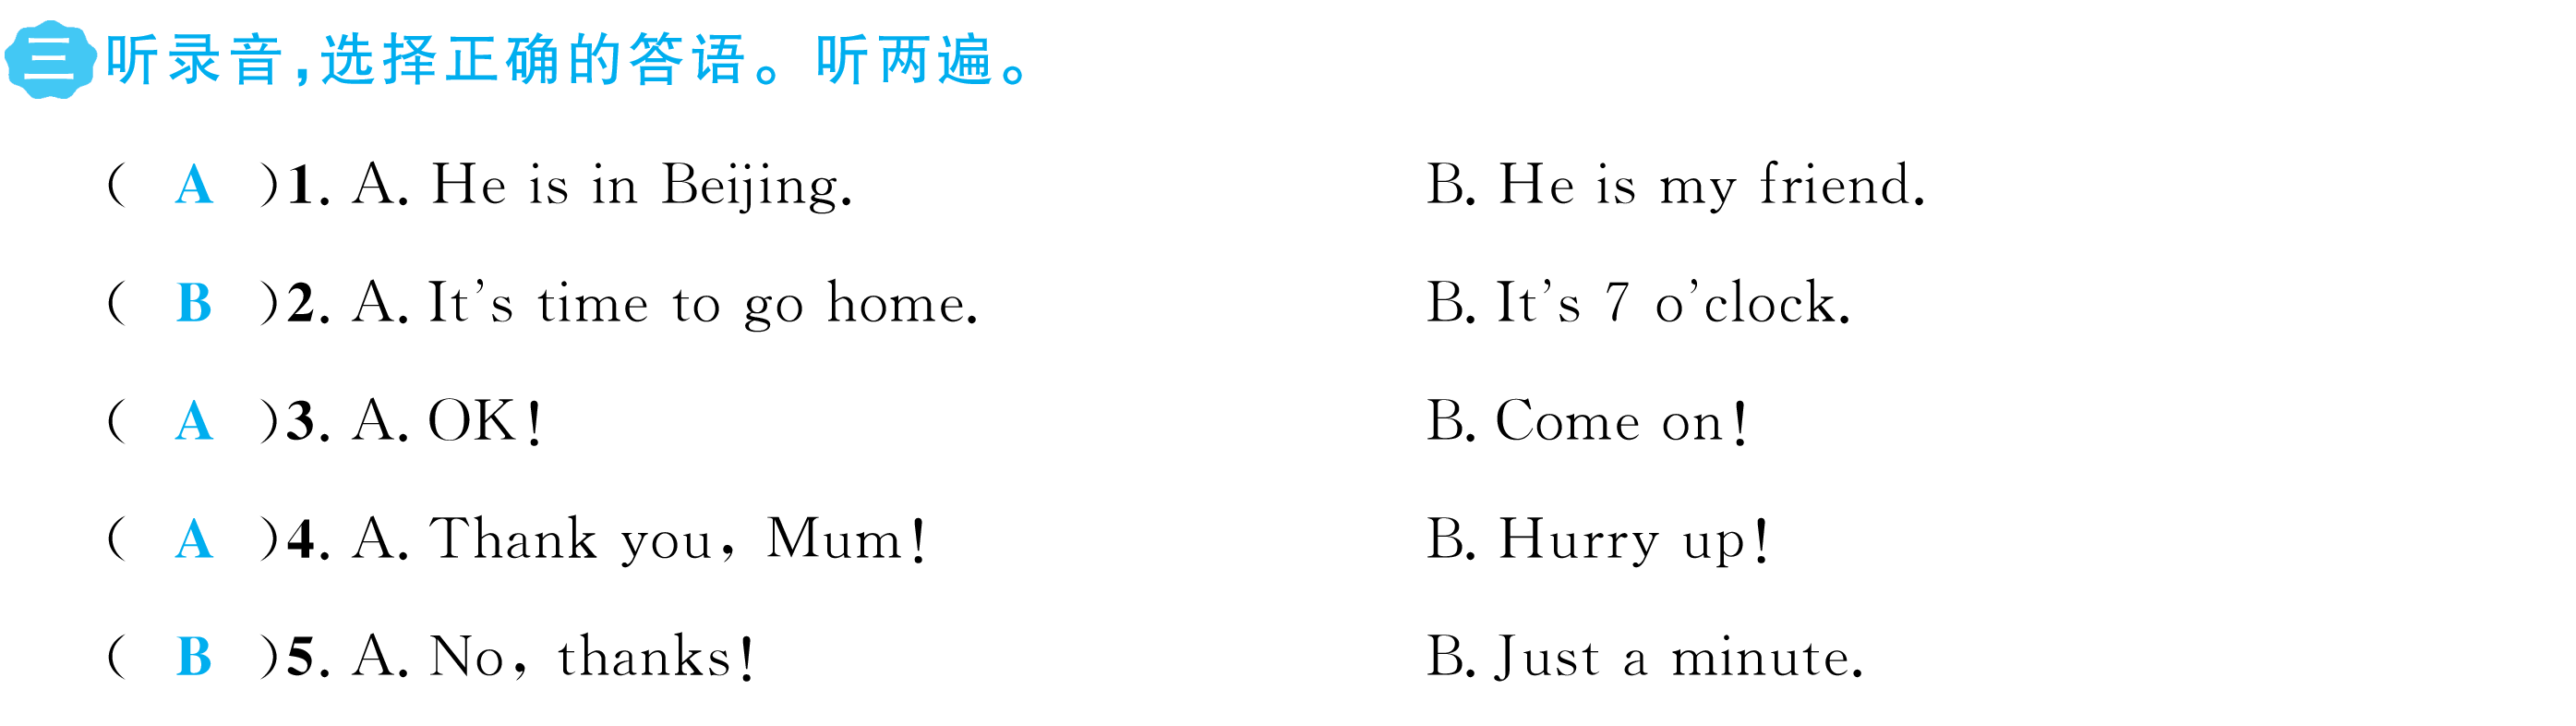 三 听录音,选择正确的答语。听两遍。
( A )1. A. He is in Beijing. B. He is my friend.
( B )2. A. It's time to go home. B. It's 7 o'clock.
( A )3. A. OK! B. Come on!
( A )4. A. Thank you, Mum! B. Hurry up!
( B )5. A. No, thanks! B. Just a minute.